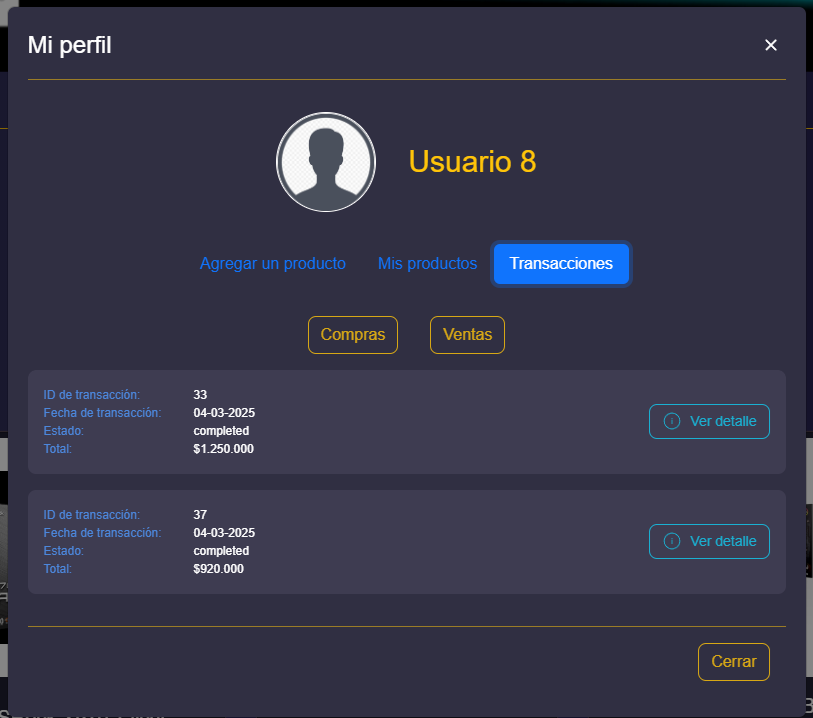 Mi perfil
Usuario 8
Agregar un producto Mis productos Transacciones
Compras Ventas
ID de transacción: 33
Fecha de transacción: 04-03-2025
Estado: completed
Total: $1.250.000
Ver detalle
ID de transacción: 37
Fecha de transacción: 04-03-2025
Estado: completed
Total: $920.000
Ver detalle
Cerrar